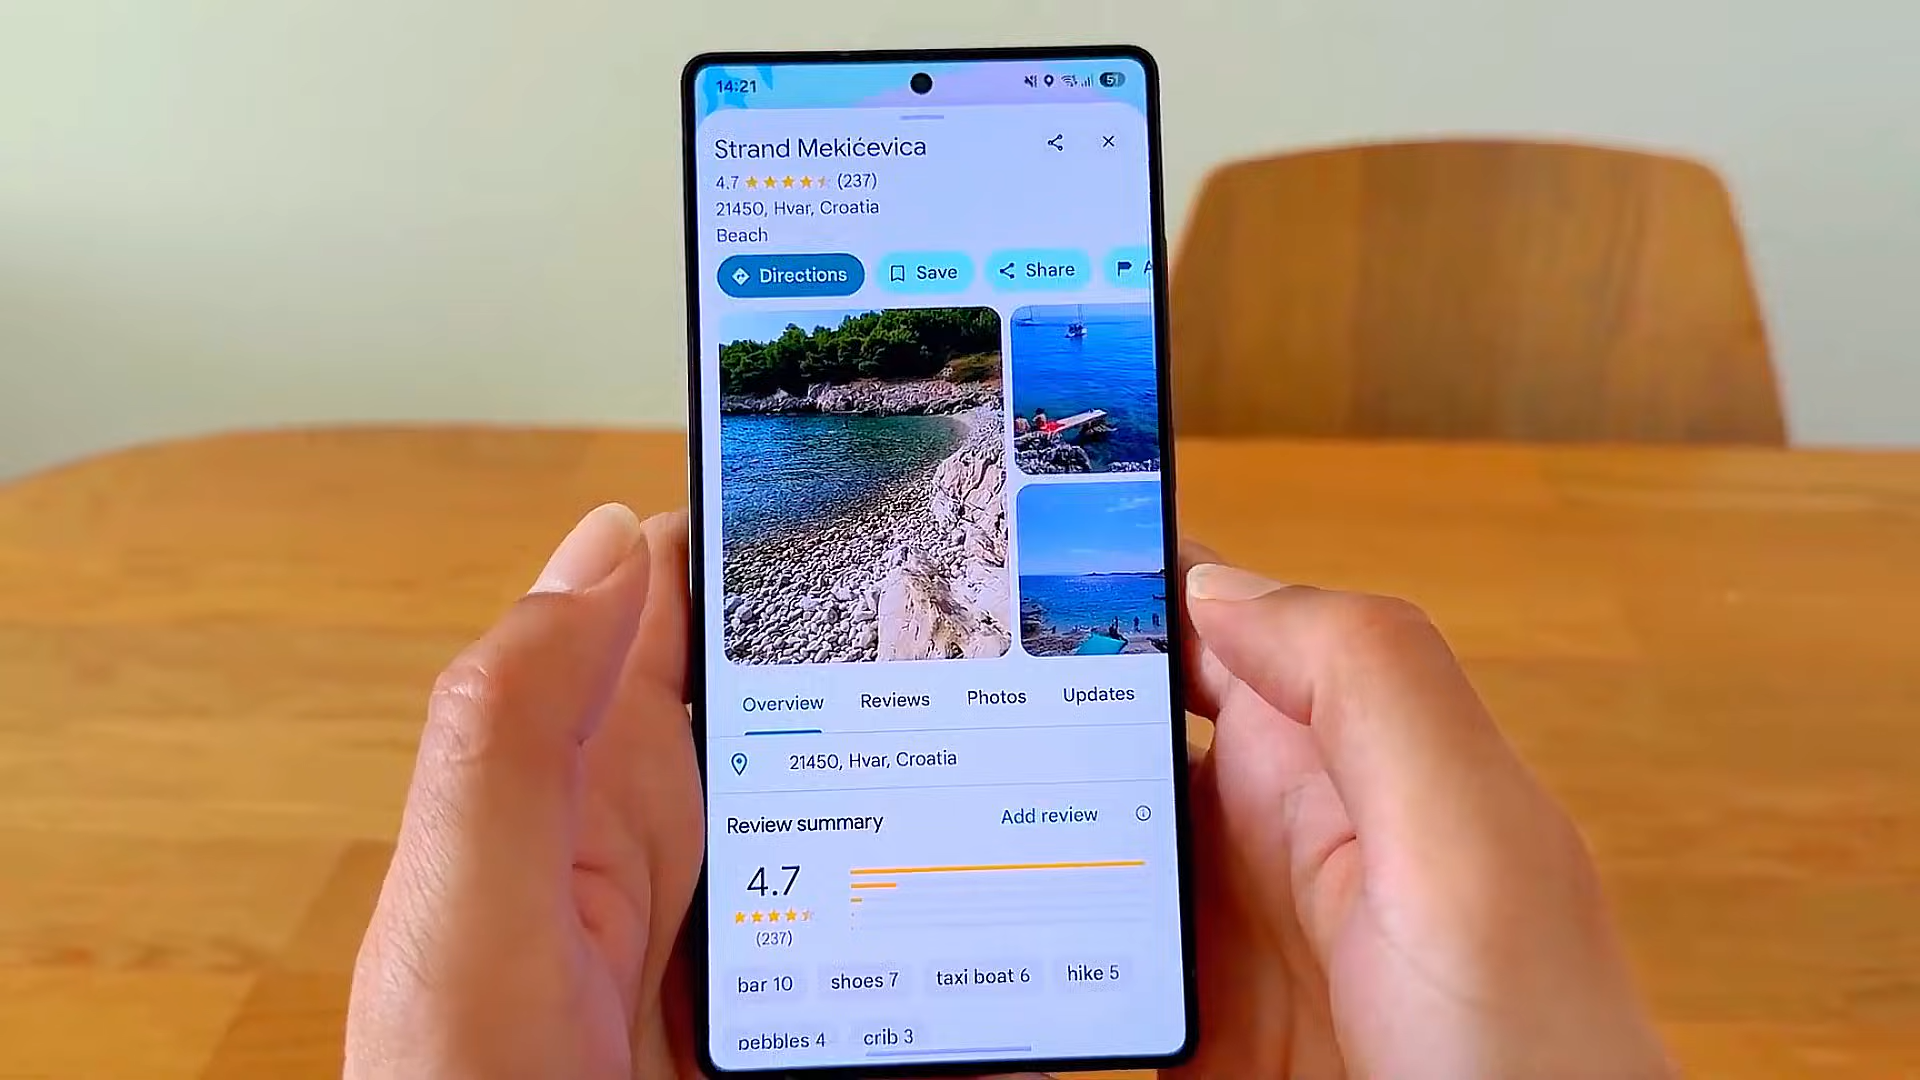 14:21
51
Strand Mekićevica
4.7 (237)
21450, Hvar, Croatia
Beach
Directions
Save
Share
A
Overview
Reviews
Photos
Updates
21450, Hvar, Croatia
Review summary
Add review
4.7
(237)
bar 10
shoes 7
taxi boat 6
hike 5
pebbles 4
crib 3